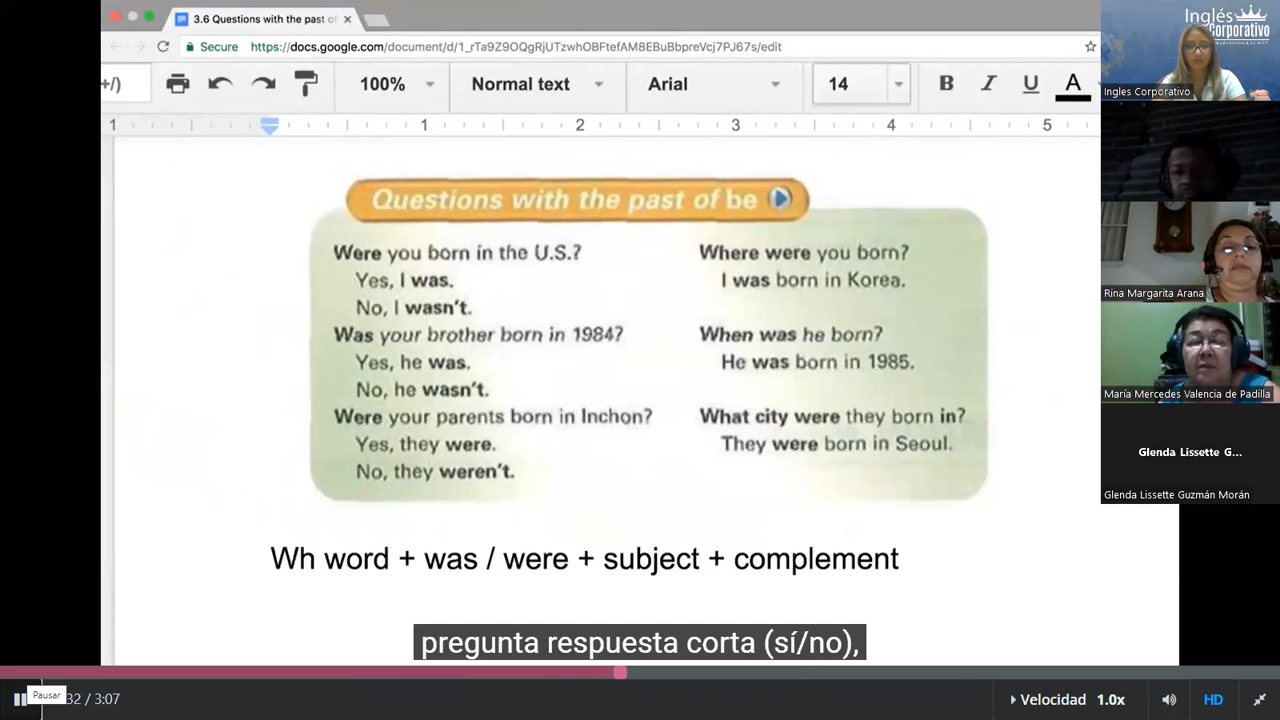 3.6 Questions with the past of
Secure
https://docs.google.com/document/d/1_rTa9Z9OQgRjUTzwhOBFtefAM8EBuBbpreVcj7PJ67s/edit
+/)
100%
Normal text
Arial
14
B I U A
1 1 2 3 4 5
Questions with the past of be
Were you born in the U.S.?
Yes, I was.
No, I wasn't.
Was your brother born in 1984?
Yes, he was.
No, he wasn't.
Were your parents born in Inchon?
Yes, they were.
No, they weren't.
Where were you born?
I was born in Korea.
When was he born?
He was born in 1985.
What city were they born in?
They were born in Seoul.
Wh word + was / were + subject + complement
pregunta respuesta corta (sí/no),
Inglés
Corporativo
Ingles Corporativo
Rina Margarita Arana
María Mercedes Valencia de Padilla
Glenda Lissette G...
Glenda Lissette Guzmán Morán
Pausar
32 / 3:07
Velocidad 1.0x
HD